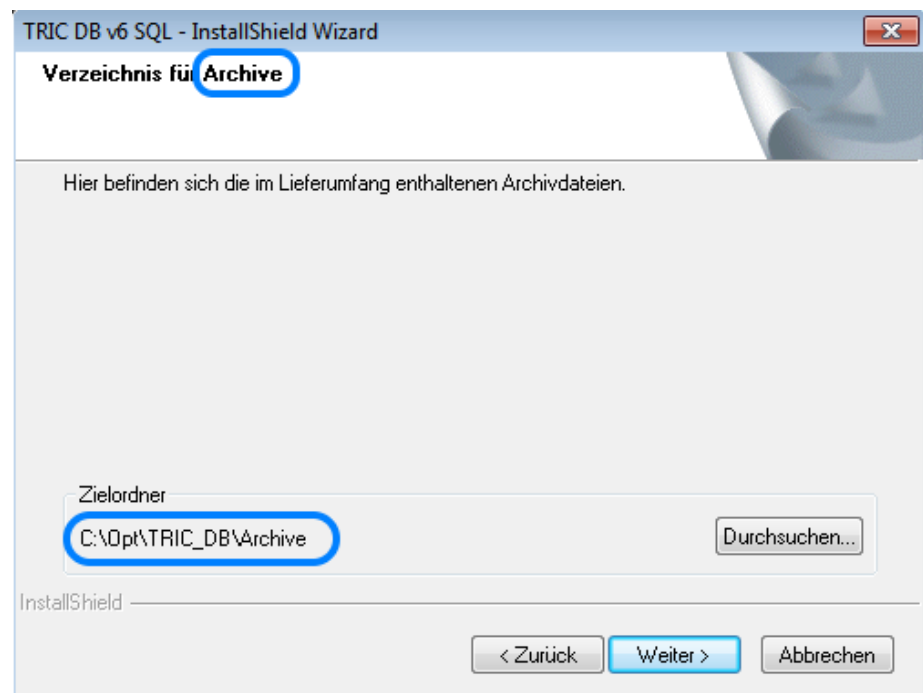 TRIC DB v6 SQL - InstallShield Wizard
Verzeichnis für Archive
Hier befinden sich die im Lieferumfang enthaltenen Archivdateien.
Zielordner
C:\Opt\TRIC_DB\Archive
Durchsuchen...
InstallShield
< Zurück Weiter > Abbrechen